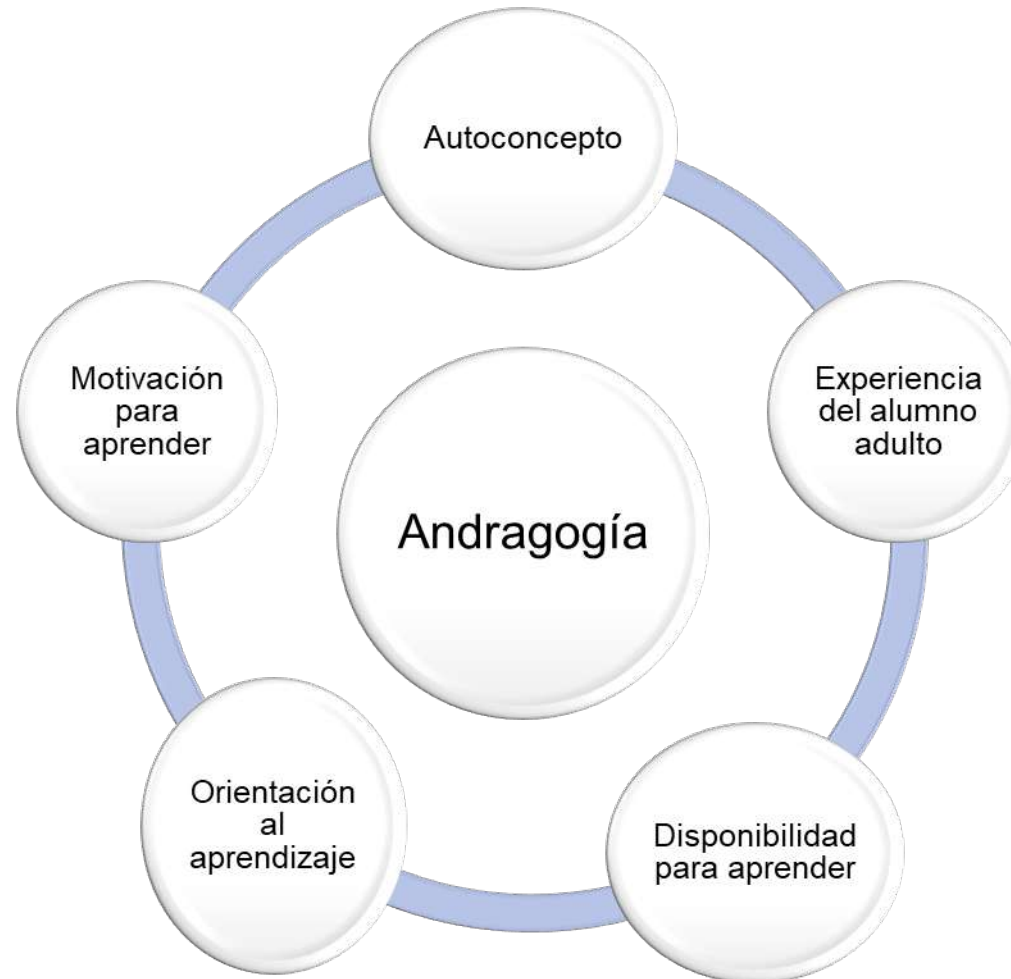 Autoconcepto
Experiencia
del alumno
adulto
Disponibilidad
para aprender
Orientación
al
aprendizaje
Motivación
para
aprender
Andragogía